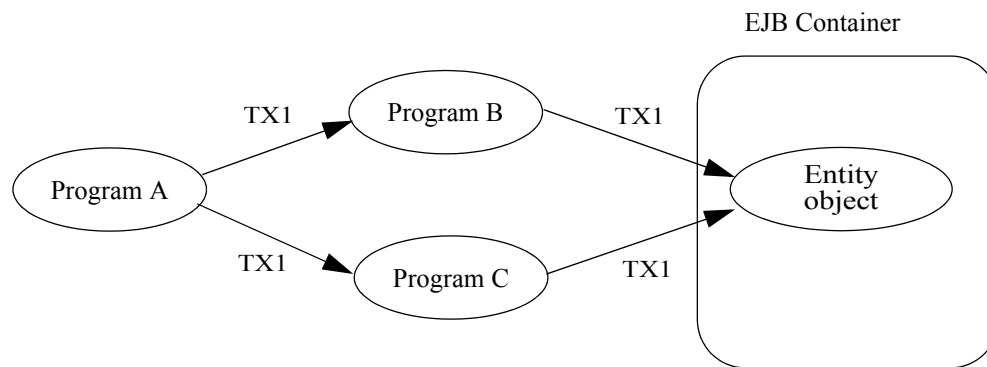 EJB Container
TX1
Program B
TX1
Program A
Entity
object
TX1
Program C
TX1